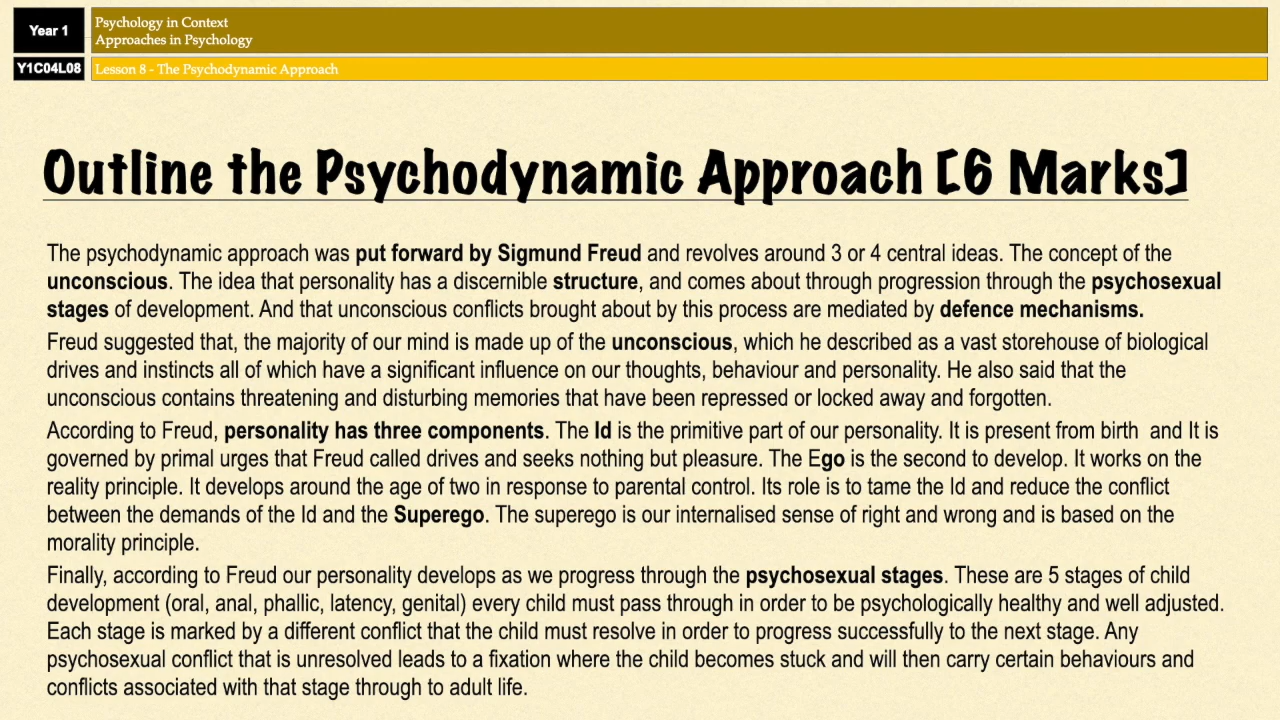 Year 1
Psychology in Context
Approaches in Psychology
Y1C04L08
Lesson 8 - The Psychodynamic Approach
Outline the Psychodynamic Approach [6 Marks]
The psychodynamic approach was put forward by Sigmund Freud and revolves around 3 or 4 central ideas. The concept of the
unconscious. The idea that personality has a discernible structure, and comes about through progression through the psychosexual
stages of development. And that unconscious conflicts brought about by this process are mediated by defence mechanisms.
Freud suggested that, the majority of our mind is made up of the unconscious, which he described as a vast storehouse of biological
drives and instincts all of which have a significant influence on our thoughts, behaviour and personality. He also said that the
unconscious contains threatening and disturbing memories that have been repressed or locked away and forgotten.
According to Freud, personality has three components. The Id is the primitive part of our personality. It is present from birth  and It is
governed by primal urges that Freud called drives and seeks nothing but pleasure. The Ego is the second to develop. It works on the
reality principle. It develops around the age of two in response to parental control. Its role is to tame the Id and reduce the conflict
between the demands of the Id and the Superego. The superego is our internalised sense of right and wrong and is based on the
morality principle.
Finally, according to Freud our personality develops as we progress through the psychosexual stages. These are 5 stages of child
development (oral, anal, phallic, latency, genital) every child must pass through in order to be psychologically healthy and well adjusted.
Each stage is marked by a different conflict that the child must resolve in order to progress successfully to the next stage. Any
psychosexual conflict that is unresolved leads to a fixation where the child becomes stuck and will then carry certain behaviours and
conflicts associated with that stage through to adult life.